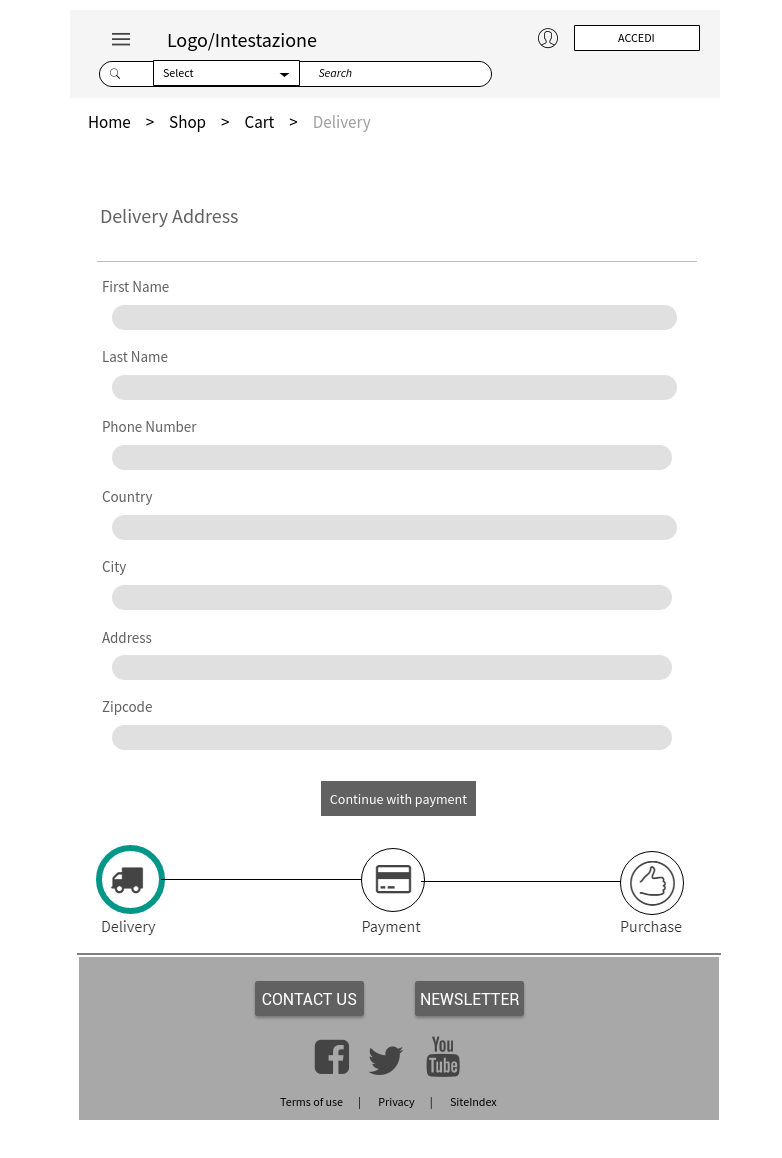 Logo/Intestazione
ACCEDI
Select
Search
Home > Shop > Cart > Delivery
Delivery Address
First Name
Last Name
Phone Number
Country
City
Address
Zipcode
Continue with payment
Delivery
Payment
Purchase
CONTACT US
NEWSLETTER
You
Tube
Terms of use | Privacy | SiteIndex